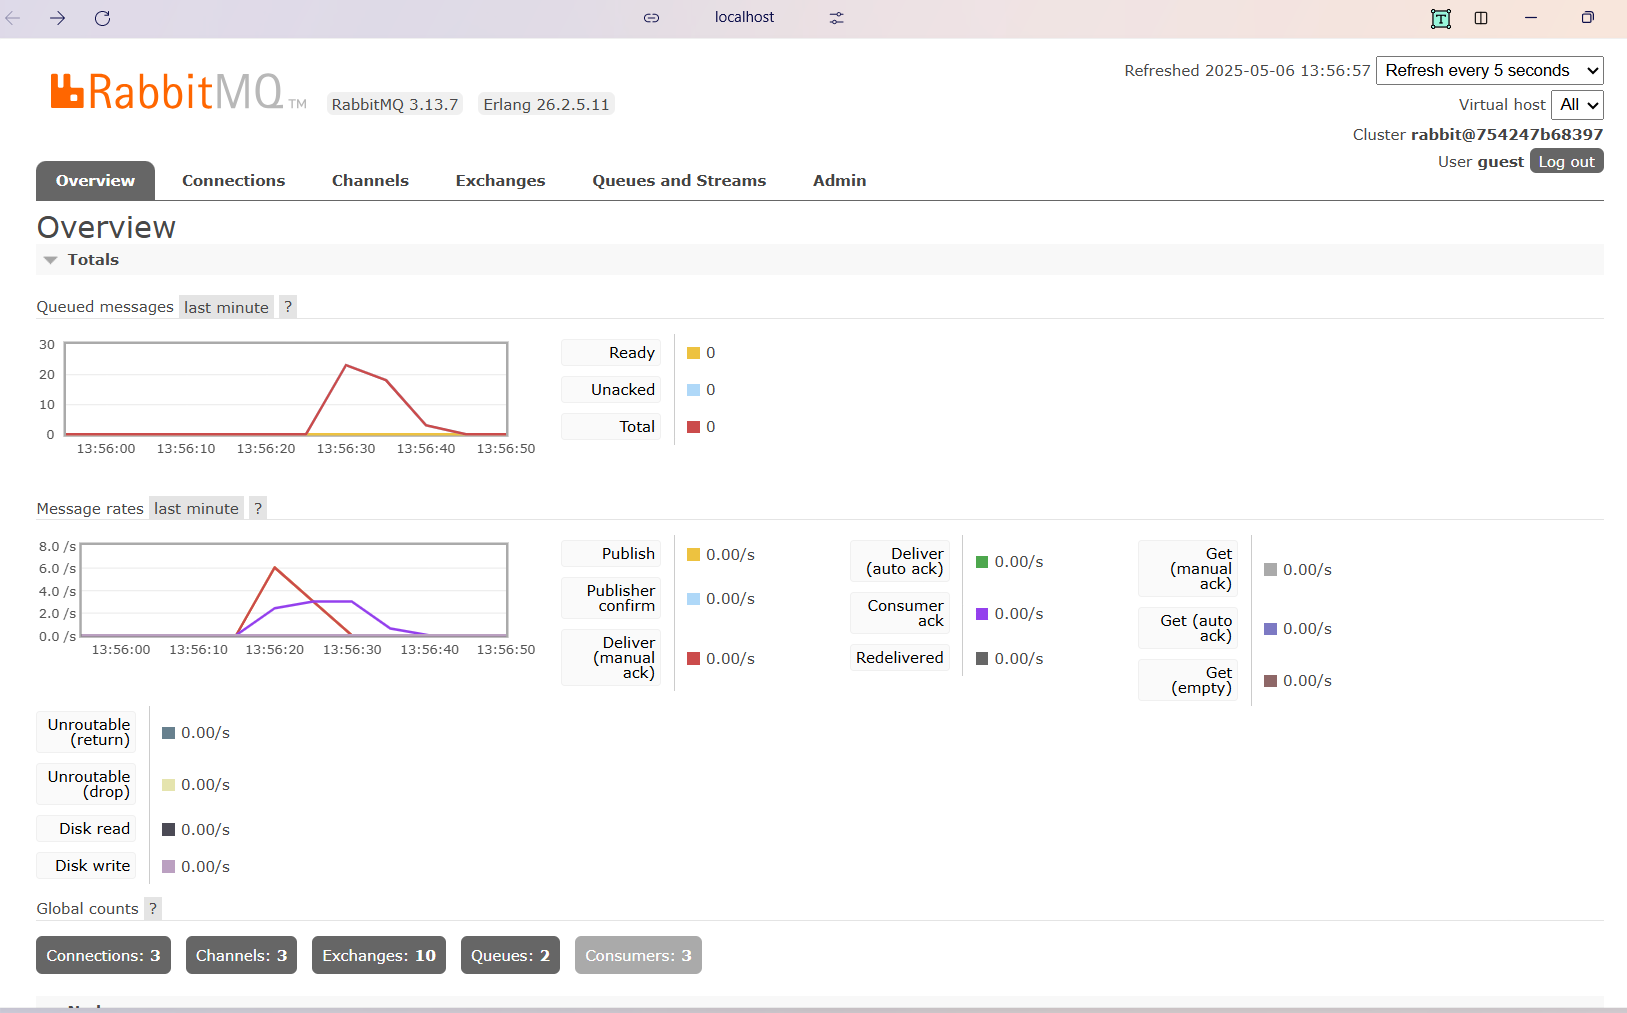 localhost
RabbitMQ TM RabbitMQ 3.13.7 Erlang 26.2.5.11
Refreshed 2025-05-06 13:56:57 Refresh every 5 seconds
Virtual host All
Cluster rabbit@754247b68397
User guest Log out
Overview Connections Channels Exchanges Queues and Streams Admin
Overview
Totals
Queued messages last minute ?
30
20
10
0
13:56:00 13:56:10 13:56:20 13:56:30 13:56:40 13:56:50
Ready 0
Unacked 0
Total 0
Message rates last minute ?
8.0 /s
6.0 /s
4.0 /s
2.0 /s
0.0 /s
13:56:00 13:56:10 13:56:20 13:56:30 13:56:40 13:56:50
Publish 0.00/s
Publisher
confirm 0.00/s
Deliver
(manual 0.00/s
ack)
Deliver
(auto ack) 0.00/s
Consumer
ack 0.00/s
Redelivered 0.00/s
Get
(manual 0.00/s
ack)
Get (auto
ack) 0.00/s
Get
(empty) 0.00/s
Unroutable
(return) 0.00/s
Unroutable
(drop) 0.00/s
Disk read 0.00/s
Disk write 0.00/s
Global counts ?
Connections: 3 Channels: 3 Exchanges: 10 Queues: 2 Consumers: 3